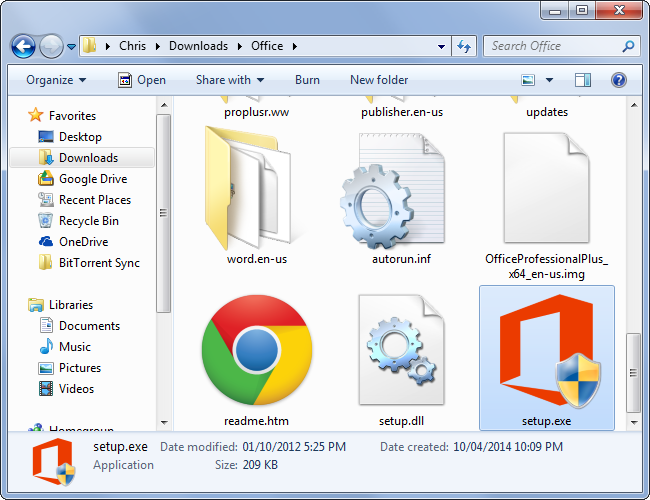 Chris Downloads Office
Search Office
Organize Open Share with Burn New folder
Favorites
Desktop
Downloads
Google Drive
Recent Places
Recycle Bin
OneDrive
BitTorrent Sync
Libraries
Documents
Music
Pictures
Videos
Homegroup
proplusr.ww publisher.en-us updates
word.en-us autorun.inf OfficeProfessionalPlus_
x64_en-us.img
readme.htm setup.dll setup.exe
setup.exe Date modified: 01/10/2012 5:25 PM Date created: 10/04/2014 10:09 PM
Application Size: 209 KB